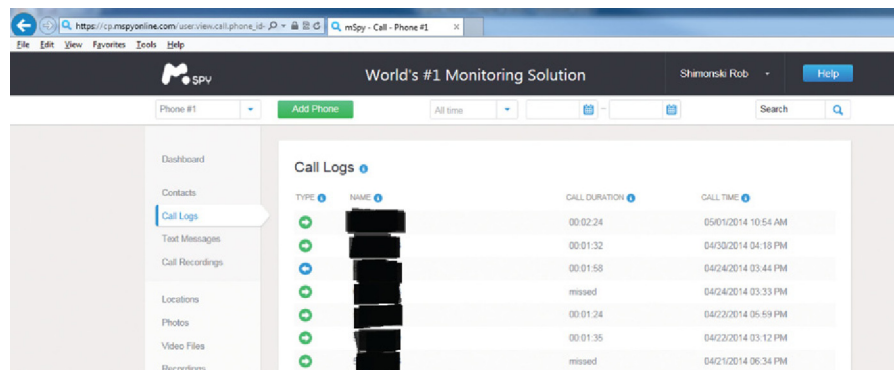 https://cp.mspyonline.com/user.view.call.phone_id- mSpy - Call - Phone #1
File Edit View Favorites Tools Help
M.SPY World's #1 Monitoring Solution Shimonski Rob Help
Phone #1 Add Phone All time - Search
Dashboard
Call Logs
Contacts
TYPE NAME CALL DURATION CALL TIME
Call Logs
00:02:24 05/01/2014 10:54 AM
Text Messages
00:01:32 04/30/2014 04:18 PM
Call Recordings
00:01:58 04/24/2014 03:44 PM
Locations
missed 04/24/2014 03:33 PM
Photos
00:01:24 04/22/2014 05:59 PM
Video Files
00:01:35 04/22/2014 03:12 PM
Recordings
missed 04/21/2014 06:34 PM